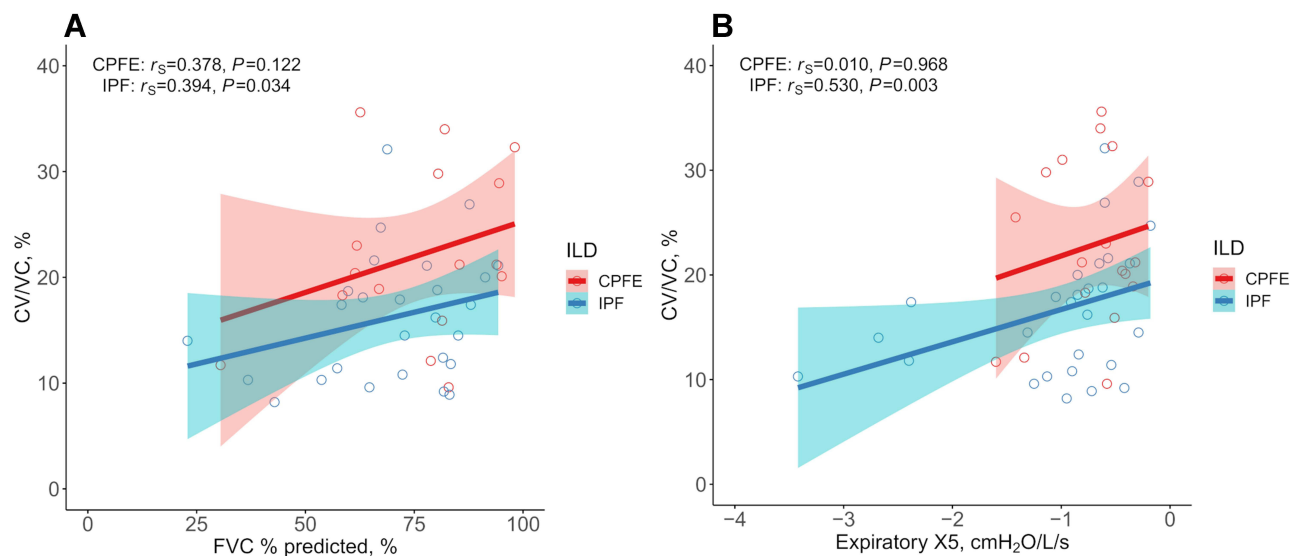 A
CPFE: rS=0.378, P=0.122
IPF: rS=0.394, P=0.034
CV/VC, %
40
30
20
10
0
0 25 50 75 100
FVC % predicted, %
ILD
CPFE
IPF
B
CPFE: rS=0.010, P=0.968
IPF: rS=0.530, P=0.003
CV/VC, %
40
30
20
10
0
−4 −3 −2 −1 0
Expiratory X5, cmH2O/L/s
ILD
CPFE
IPF